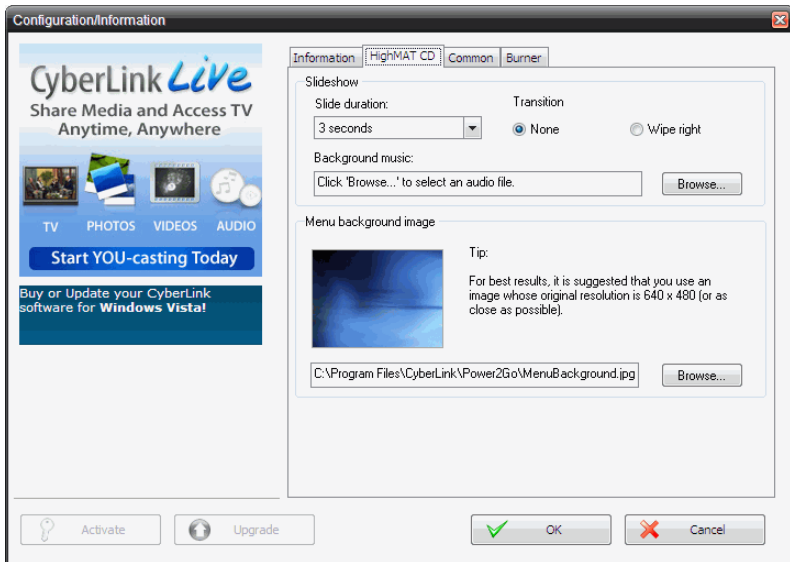 Configuration/Information
CyberLink Live
Share Media and Access TV
Anytime, Anywhere
TV PHOTOS VIDEOS AUDIO
Start YOU-casting Today
Buy or Update your CyberLink
software for Windows Vista!
Information HighMAT CD Common Burner
Slideshow
Slide duration: Transition
3 seconds None Wipe right
Background music:
Click 'Browse...' to select an audio file. Browse...
Menu background image
Tip:
For best results, it is suggested that you use an
image whose original resolution is 640 x 480 (or as
close as possible).
C:\Program Files\CyberLink\Power2Go\MenuBackground.jpg Browse...
Activate Upgrade OK Cancel